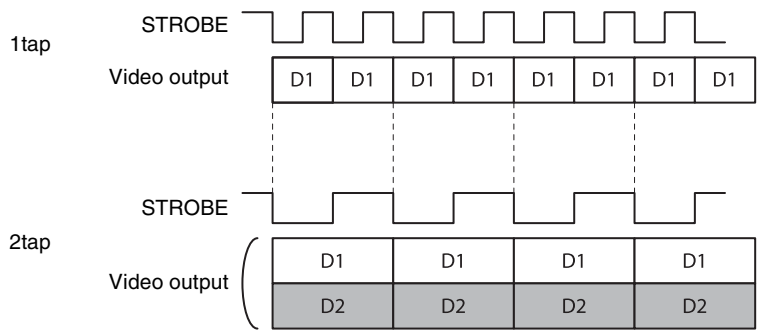 STROBE
1tap
Video output
D1 D1 D1 D1 D1 D1 D1 D1
STROBE
2tap
Video output
D1 D1 D1 D1
D2 D2 D2 D2